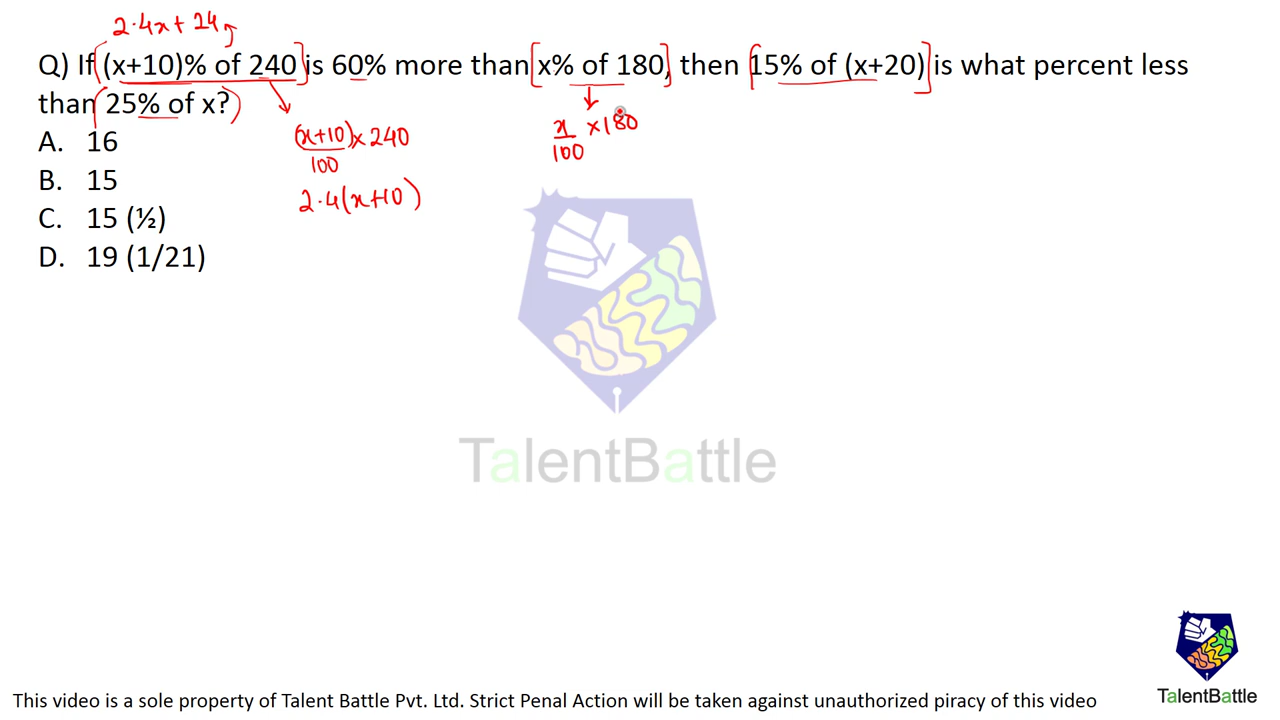 2.4x + 24
Q) If (x+10)% of 240 is 60% more than x% of 180, then 15% of (x+20) is what percent less
than 25% of x?
(x+10) × 240
100
x × 180
100
2.4(x+10)
A. 16
B. 15
C. 15 (½)
D. 19 (1/21)
TalentBattle
TalentBattle
This video is a sole property of Talent Battle Pvt. Ltd. Strict Penal Action will be taken against unauthorized piracy of this video